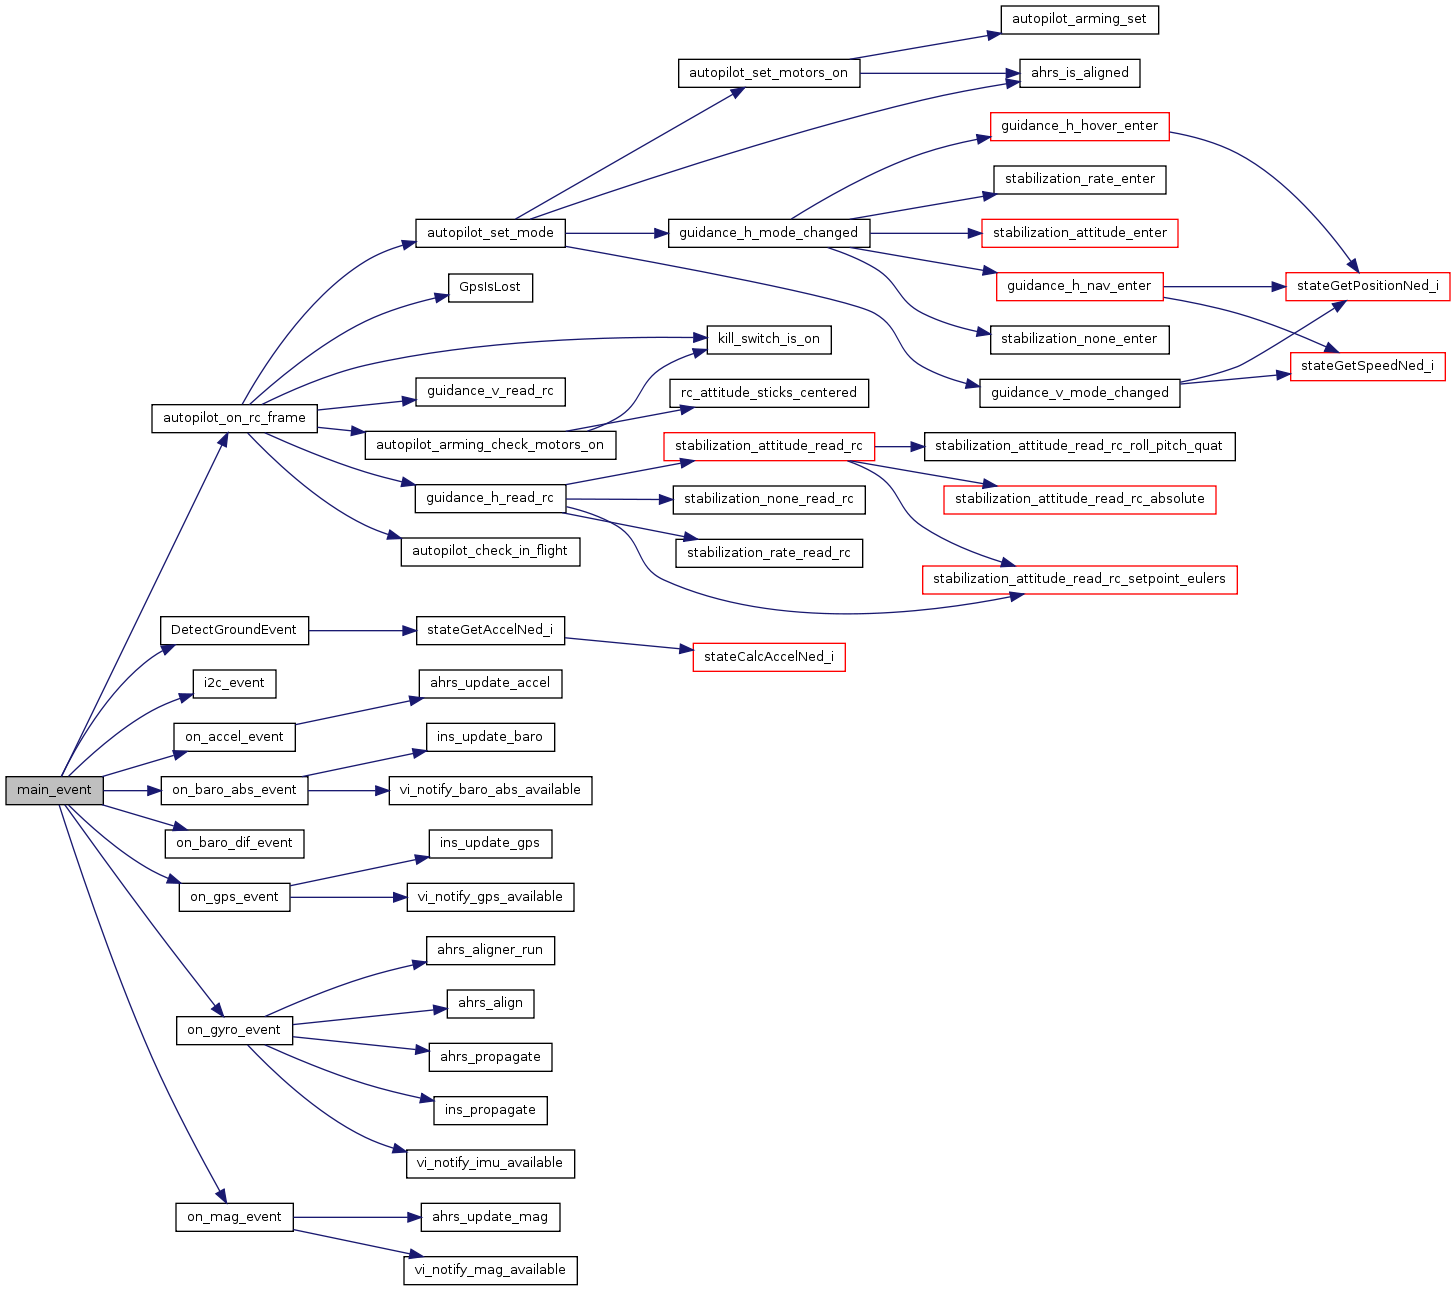 autopilot_arming_set
autopilot_set_motors_on
ahrs_is_aligned
guidance_h_hover_enter
stabilization_rate_enter
autopilot_set_mode
guidance_h_mode_changed
stabilization_attitude_enter
GpsIsLost
guidance_h_nav_enter
stateGetPositionNed_i
kill_switch_is_on
stabilization_none_enter
stateGetSpeedNed_i
guidance_v_read_rc
rc_attitude_sticks_centered
guidance_v_mode_changed
autopilot_on_rc_frame
autopilot_arming_check_motors_on
stabilization_attitude_read_rc
stabilization_attitude_read_rc_roll_pitch_quat
guidance_h_read_rc
stabilization_none_read_rc
stabilization_attitude_read_rc_absolute
autopilot_check_in_flight
stabilization_rate_read_rc
stabilization_attitude_read_rc_setpoint_eulers
DetectGroundEvent
stateGetAccelNed_i
stateCalcAccelNed_i
i2c_event
ahrs_update_accel
on_accel_event
ins_update_baro
main_event
on_baro_abs_event
vi_notify_baro_abs_available
on_baro_dif_event
ins_update_gps
on_gps_event
vi_notify_gps_available
ahrs_aligner_run
ahrs_align
on_gyro_event
ahrs_propagate
ins_propagate
vi_notify_imu_available
on_mag_event
ahrs_update_mag
vi_notify_mag_available